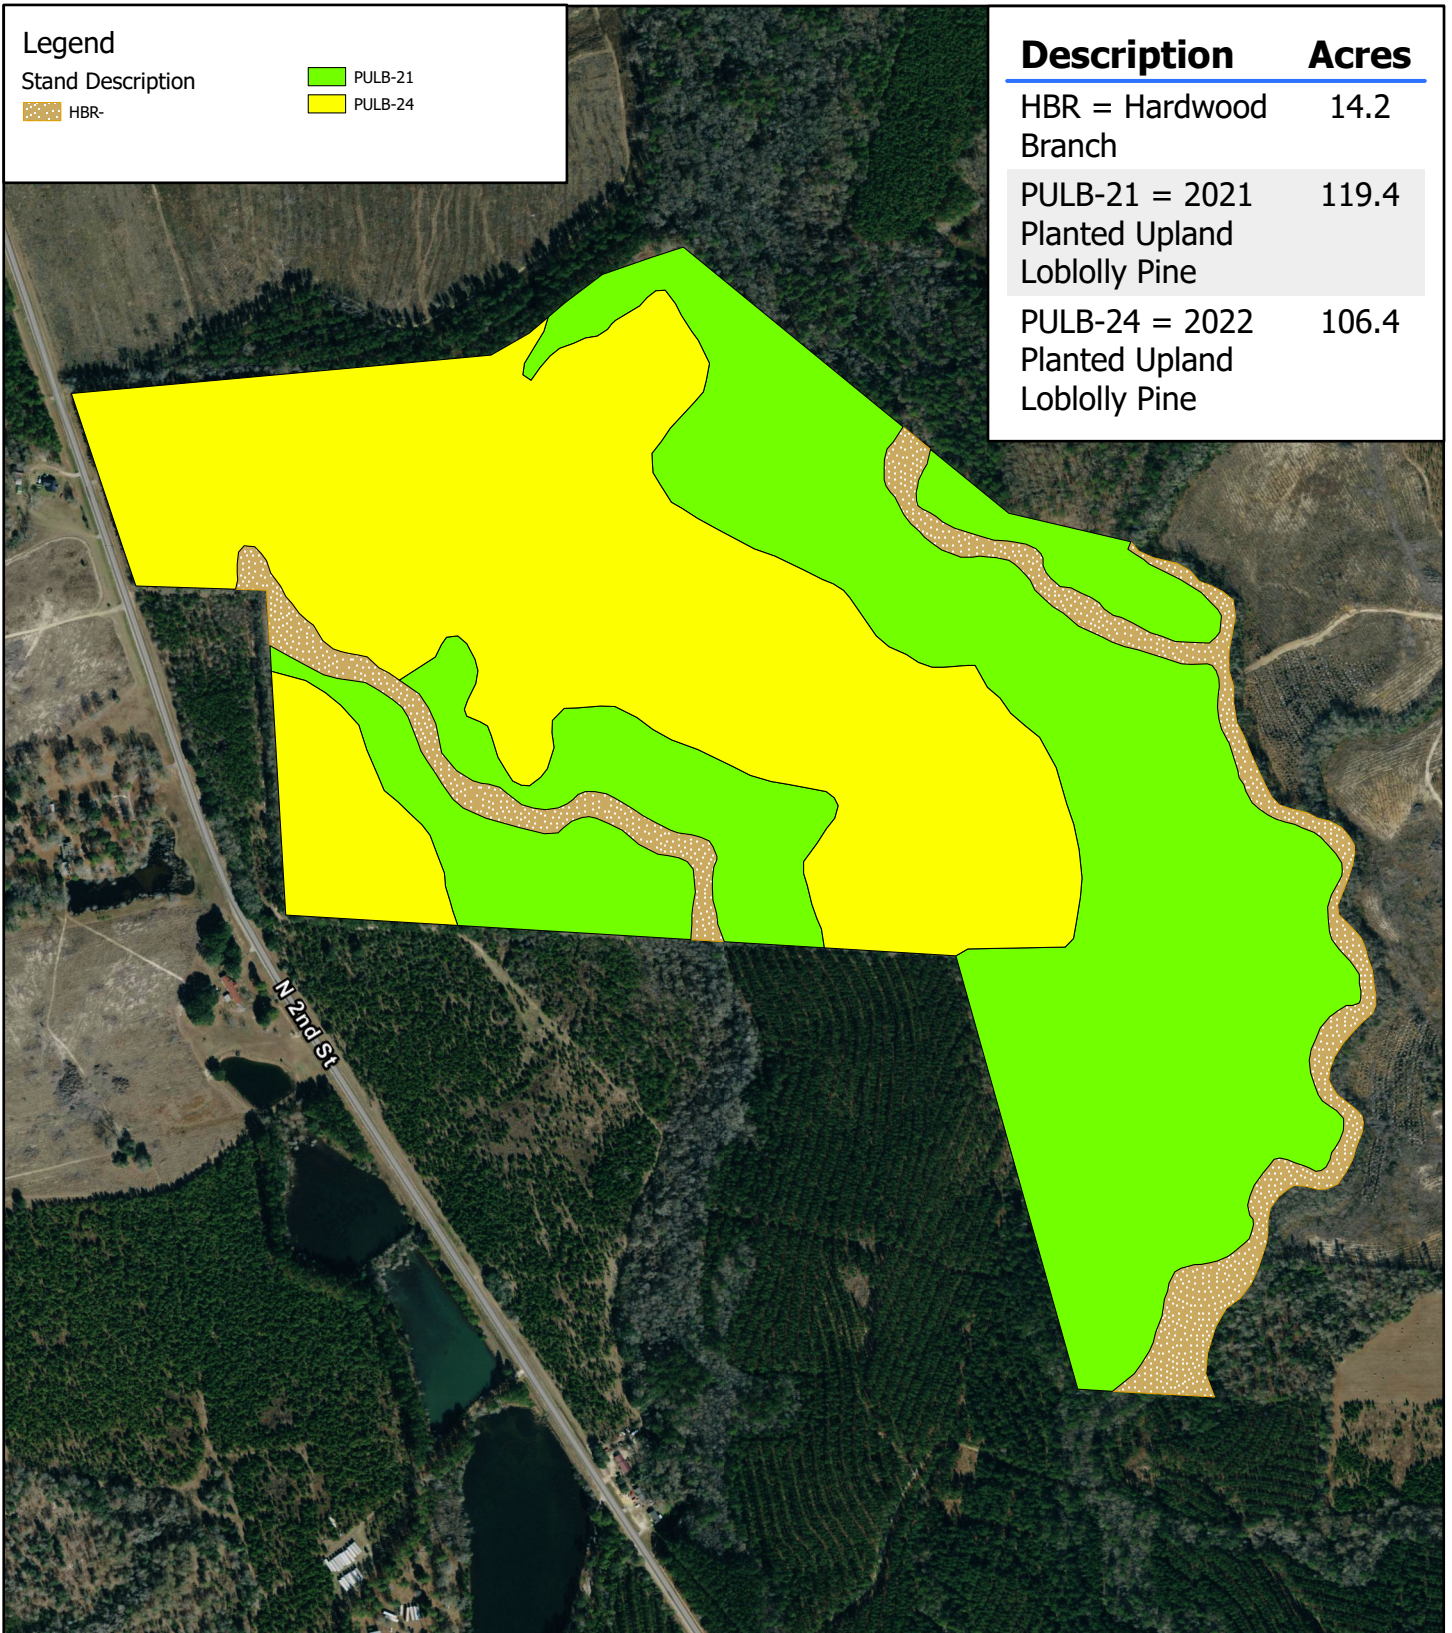 Legend
Stand Description
HBR-
PULB-21
PULB-24
Description Acres
HBR = Hardwood 14.2
Branch
PULB-21 = 2021 119.4
Planted Upland
Loblolly Pine
PULB-24 = 2022 106.4
Planted Upland
Loblolly Pine
N 2nd St